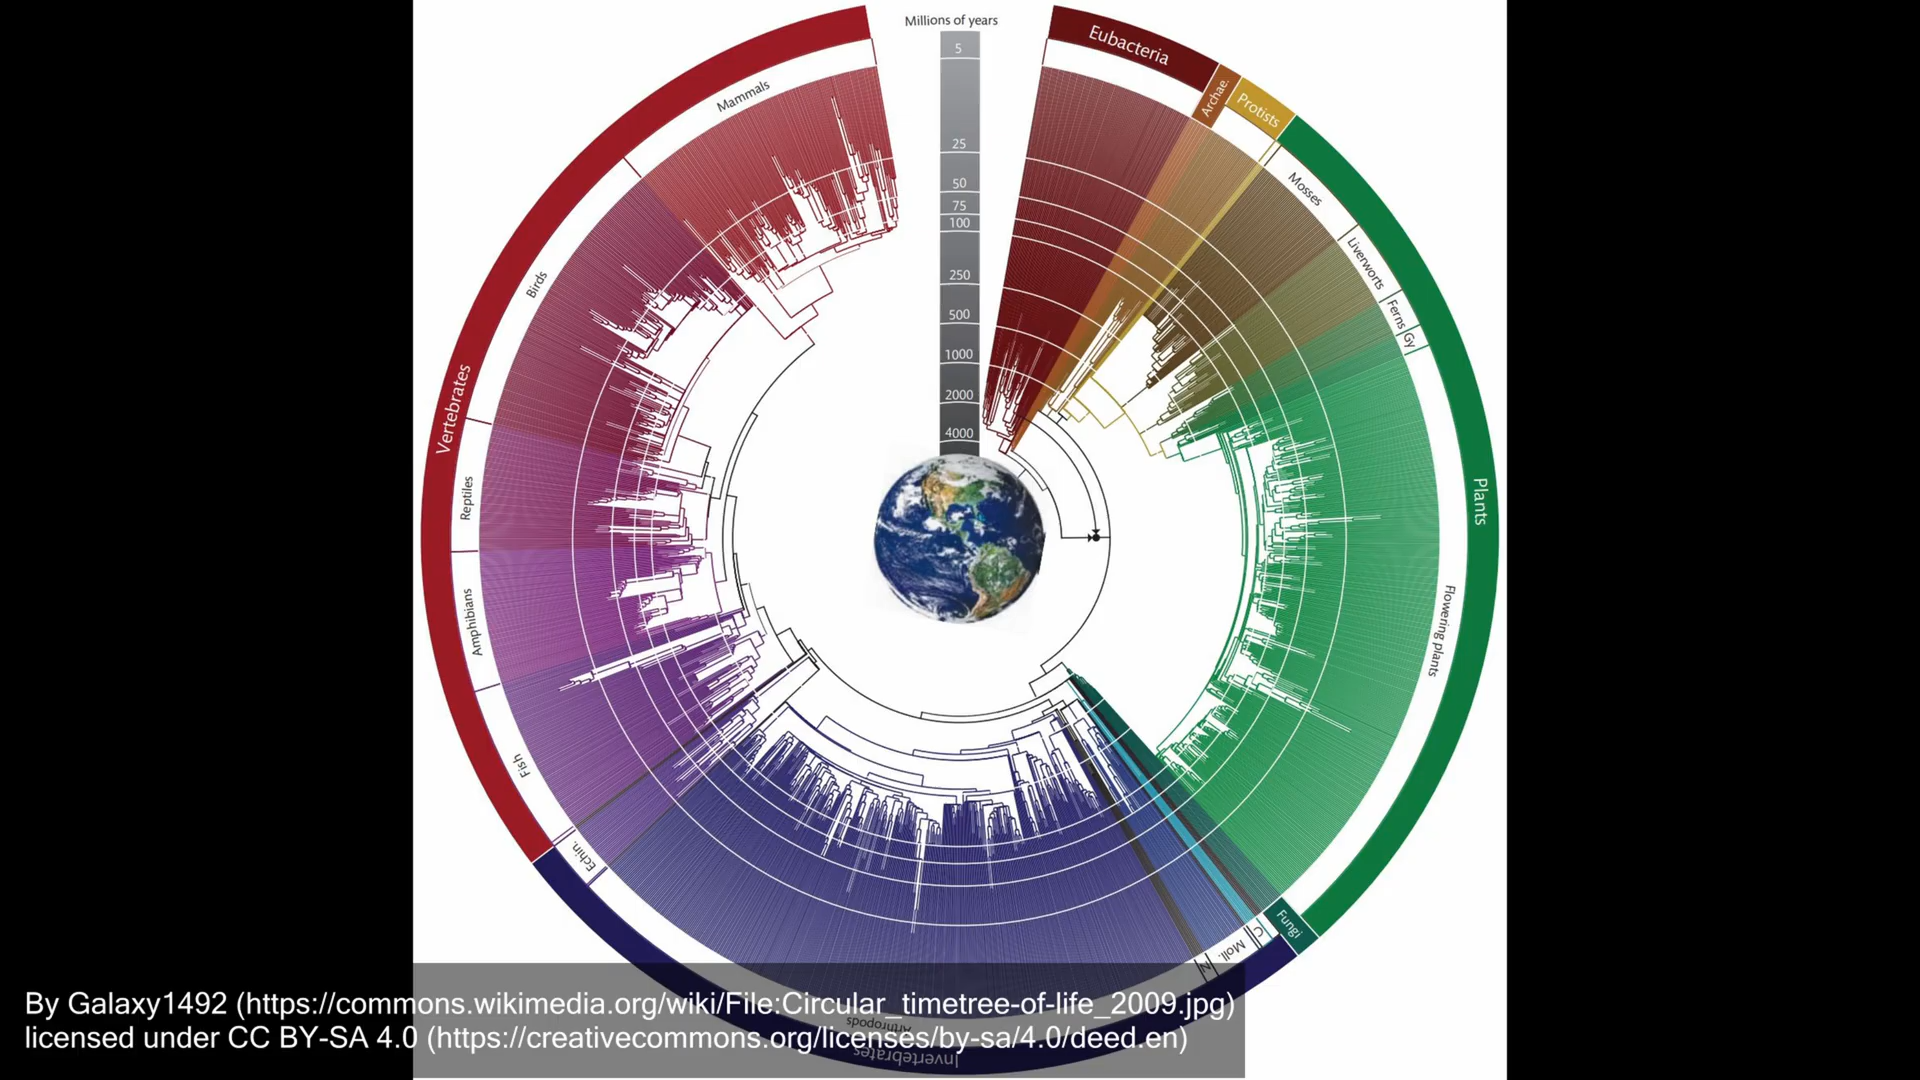 Millions of years
5
25
50
75
100
250
500
1000
2000
4000
Eubacteria
Archae.
Protists
Mosses
Liverworts
Ferns
Gy
Plants
Flowering plants
Fungi
C
Moll.
N
Arthropods
Invertebrates
Echin.
Fish
Amphibians
Reptiles
Birds
Mammals
Vertebrates
By Galaxy1492 (https://commons.wikimedia.org/wiki/File:Circular_timetree-of-life_2009.jpg)
licensed under CC BY-SA 4.0 (https://creativecommons.org/licenses/by-sa/4.0/deed.en)